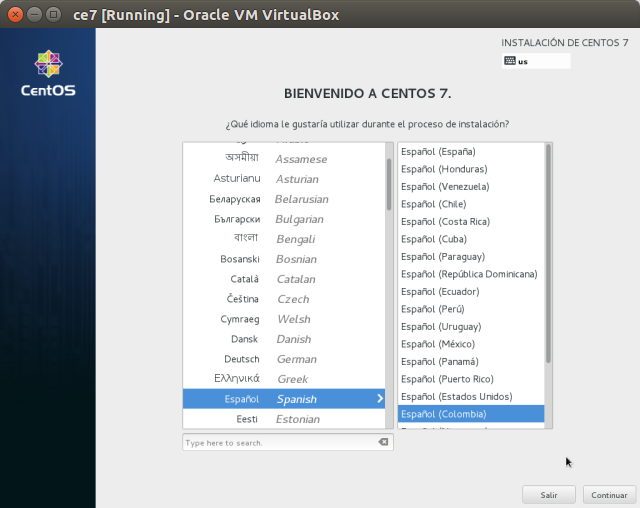 ce7 [Running] - Oracle VM VirtualBox
CentOS
INSTALACIÓN DE CENTOS 7
us
BIENVENIDO A CENTOS 7.
¿Qué idioma le gustaría utilizar durante el proceso de instalación?
অসমীয়া Assamese
Asturianu Asturian
Беларуская Belarusian
Български Bulgarian
বাংলা Bengali
Bosanski Bosnian
Català Catalan
Čeština Czech
Cymraeg Welsh
Dansk Danish
Deutsch German
Ελληνικά Greek
Español Spanish
Eesti Estonian
Type here to search.
Español (España)
Español (Honduras)
Español (Venezuela)
Español (Chile)
Español (Costa Rica)
Español (Cuba)
Español (Paraguay)
Español (República Dominicana)
Español (Ecuador)
Español (Perú)
Español (Uruguay)
Español (México)
Español (Panamá)
Español (Puerto Rico)
Español (Estados Unidos)
Español (Colombia)
Salir
Continuar